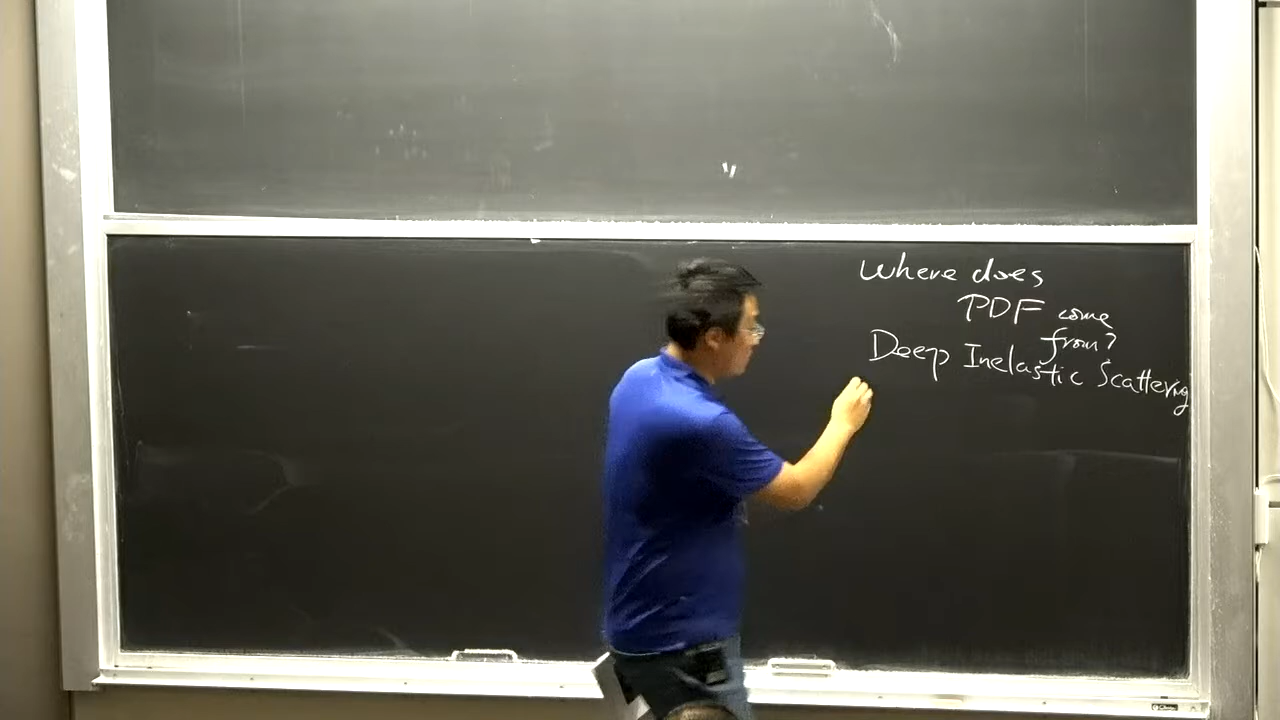 Where does
PDF come
from?
Deep Inelastic Scattering